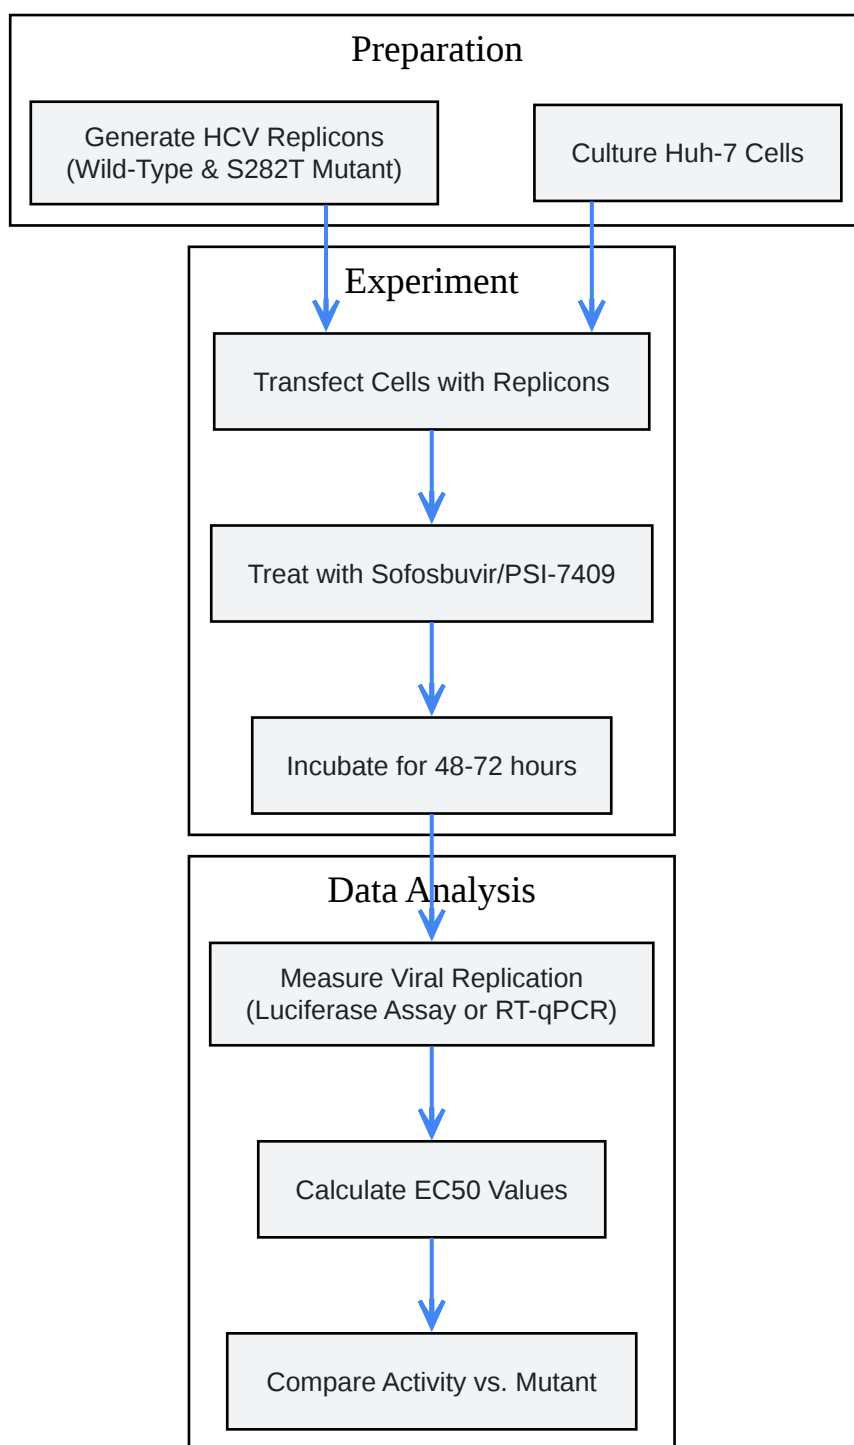 Preparation
Generate HCV Replicons
(Wild-Type & S282T Mutant)
Culture Huh-7 Cells
Experiment
Transfect Cells with Replicons
Treat with Sofosbuvir/PSI-7409
Incubate for 48-72 hours
Data Analysis
Measure Viral Replication
(Luciferase Assay or RT-qPCR)
Calculate EC50 Values
Compare Activity vs. Mutant